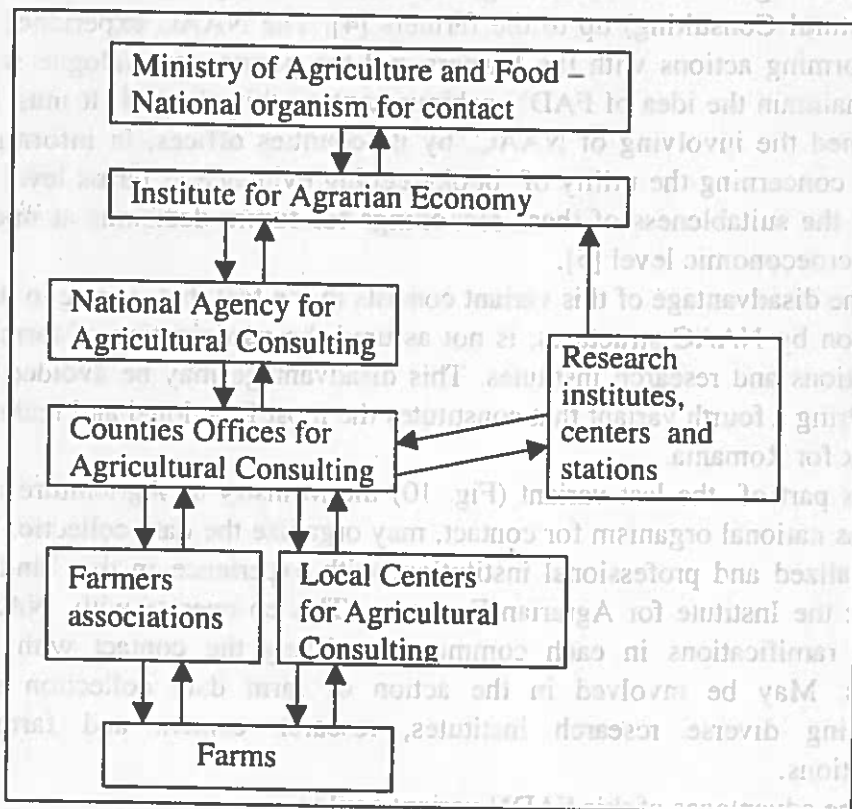 Ministry of Agriculture and Food –
National organism for contact
Institute for Agrarian Economy
National Agency for
Agricultural Consulting
Research
institutes,
centers and
stations
Counties Offices for
Agricultural Consulting
Farmers
associations
Local Centers
for Agricultural
Consulting
Farms